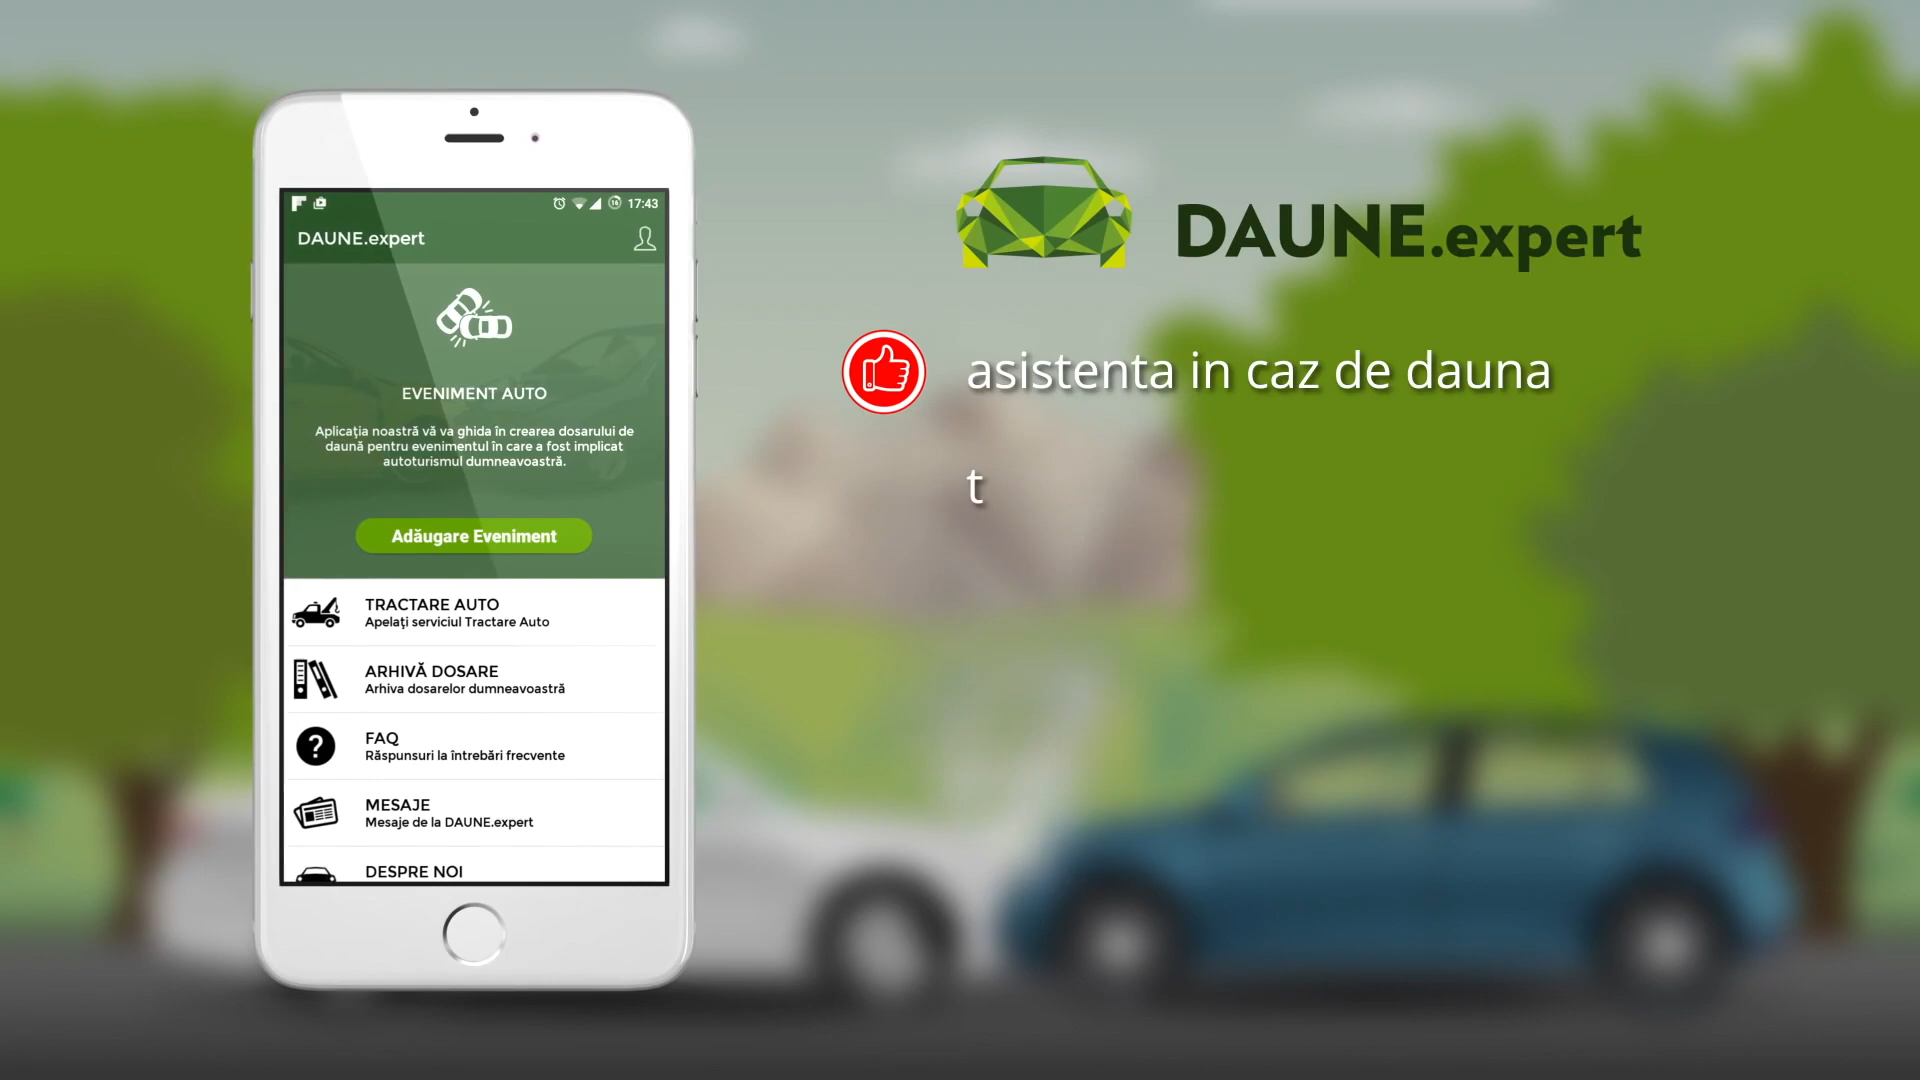 17:43
DAUNE.expert
EVENIMENT AUTO
Aplicația noastră vă va ghida în crearea dosarului de
daună pentru evenimentul în care a fost implicat
autoturismul dumneavoastră.
Adăugare Eveniment
TRACTARE AUTO
Apelați serviciul Tractare Auto
ARHIVĂ DOSARE
Arhiva dosarelor dumneavoastră
FAQ
Răspunsuri la întrebări frecvente
MESAJE
Mesaje de la DAUNE.expert
DESPRE NOI
DAUNE.expert
asistenta in caz de dauna
t